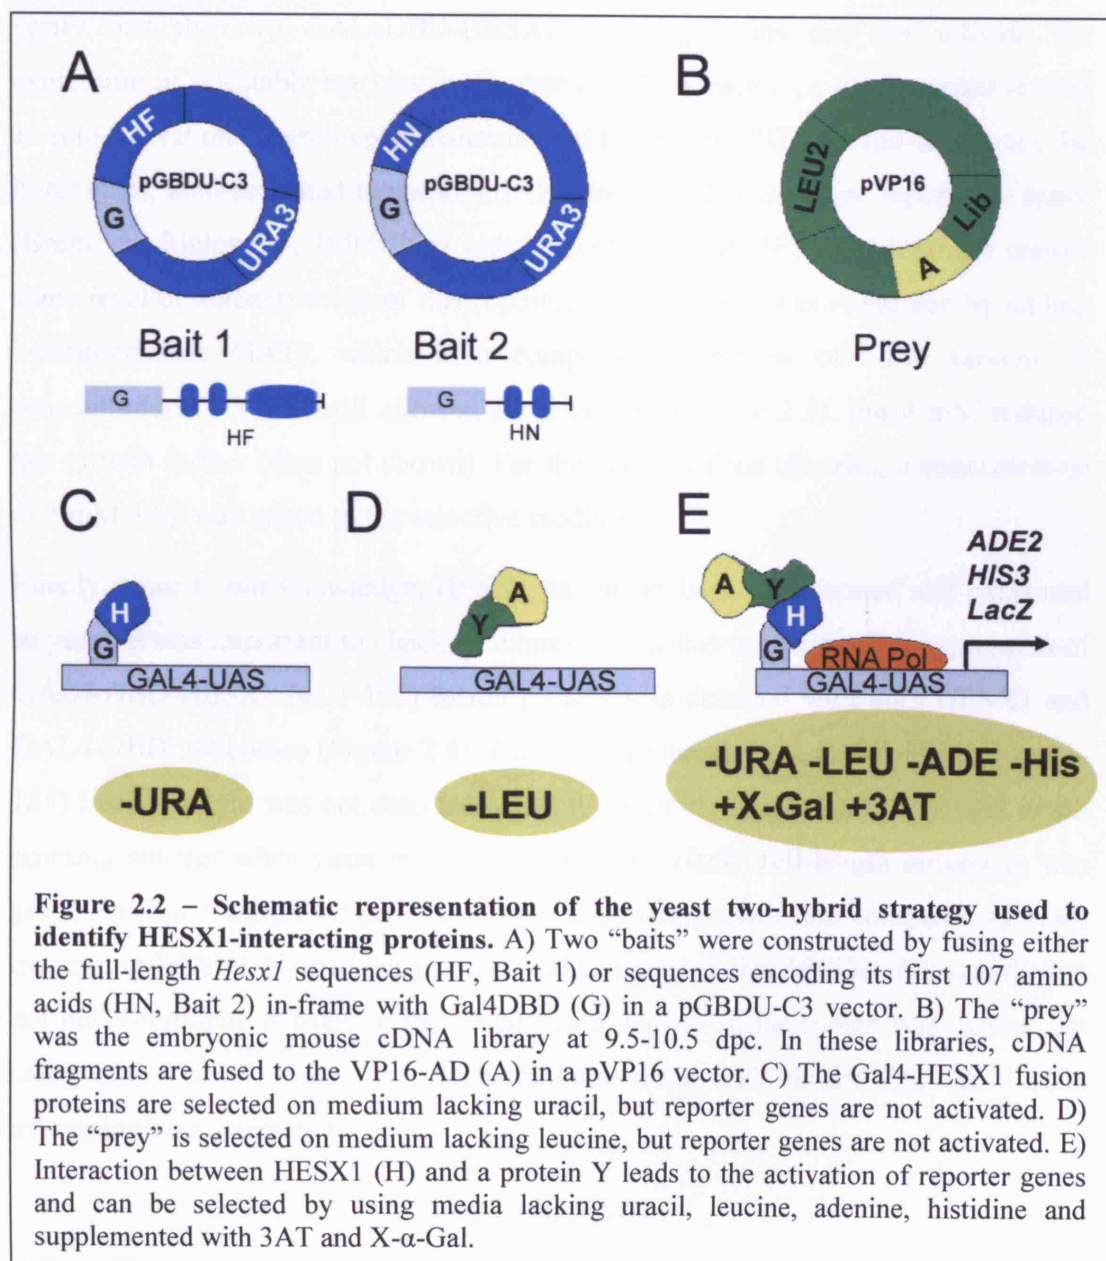 A
B
HF
pGBDU-C3
G
URA3
HN
pGBDU-C3
G
URA3
LEU2
pVP16
Lib
A
Bait 1
Bait 2
Prey
G
HF
G
HN
C
D
E
H
G
GAL4-UAS
-URA
A
Y
GAL4-UAS
-LEU
ADE2
HIS3
LacZ
A
Y
H
G
RNA Pol
GAL4-UAS
-URA -LEU -ADE -His
+X-Gal +3AT
Figure 2.2 – Schematic representation of the yeast two-hybrid strategy used to
identify HESX1-interacting proteins. A) Two “baits” were constructed by fusing either
the full-length Hesx1 sequences (HF, Bait 1) or sequences encoding its first 107 amino
acids (HN, Bait 2) in-frame with Gal4DBD (G) in a pGBDU-C3 vector. B) The “prey”
was the embryonic mouse cDNA library at 9.5-10.5 dpc. In these libraries, cDNA
fragments are fused to the VP16-AD (A) in a pVP16 vector. C) The Gal4-HESX1 fusion
proteins are selected on medium lacking uracil, but reporter genes are not activated. D)
The “prey” is selected on medium lacking leucine, but reporter genes are not activated. E)
Interaction between HESX1 (H) and a protein Y leads to the activation of reporter genes
and can be selected by using media lacking uracil, leucine, adenine, histidine and
supplemented with 3AT and X-α-Gal.